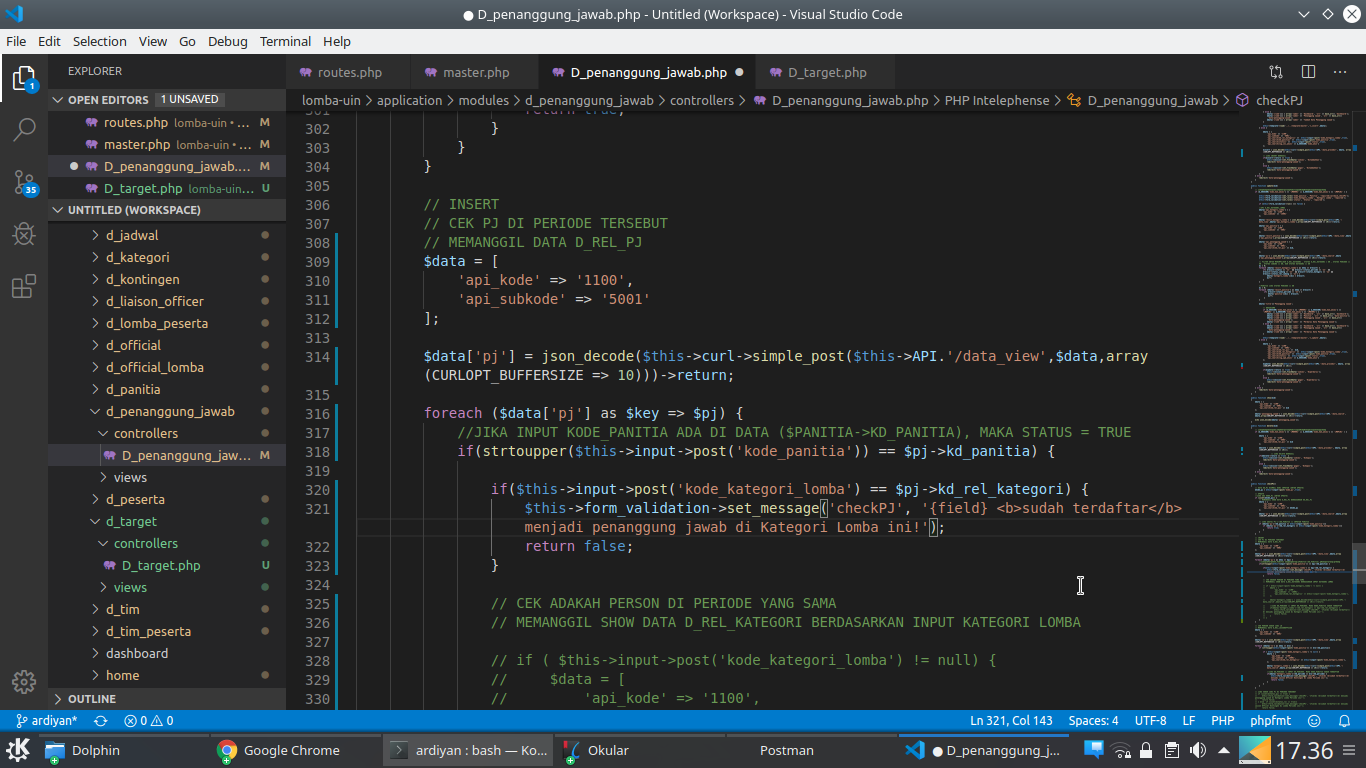 D_penanggung_jawab.php - Untitled (Workspace) - Visual Studio Code
File Edit Selection View Go Debug Terminal Help
EXPLORER
routes.php master.php D_penanggung_jawab.php D_target.php
OPEN EDITORS 1 UNSAVED
lomba-uin > application > modules > d_penanggung_jawab > controllers > D_penanggung_jawab.php > PHP Intelephense > D_penanggung_jawab > checkPJ
1
routes.php lomba-uin • ... M
master.php lomba-uin • ... M
D_penanggung_jawab.... M
D_target.php lomba-uin... U
35
UNTITLED (WORKSPACE)
d_jadwal
d_kategori
d_kontingen
d_liaison_officer
d_lomba_peserta
d_official
d_official_lomba
d_panitia
d_penanggung_jawab
controllers
D_penanggung_jaw... M
views
d_peserta
d_target
controllers
D_target.php U
views
d_tim
d_tim_peserta
dashboard
home
OUTLINE
301 return true;
302 }
303 }
304 }
305
306 // INSERT
307 // CEK PJ DI PERIODE TERSEBUT
308 // MEMANGGIL DATA D_REL_PJ
309 $data = [
310 'api_kode' => '1100',
311 'api_subkode' => '5001'
312 ];
313
314 $data['pj'] = json_decode($this->curl->simple_post($this->API.'/data_view',$data,array
(CURLOPT_BUFFERSIZE => 10)))->return;
315
316 foreach ($data['pj'] as $key => $pj) {
317 //JIKA INPUT KODE_PANITIA ADA DI DATA ($PANITIA->KD_PANITIA), MAKA STATUS = TRUE
318 if(strtoupper($this->input->post('kode_panitia')) == $pj->kd_panitia) {
319
320 if($this->input->post('kode_kategori_lomba') == $pj->kd_rel_kategori) {
321 $this->form_validation->set_message('checkPJ', '{field} <b>sudah terdaftar</b>
menjadi penanggung jawab di Kategori Lomba ini!');
322 return false;
323 }
324
325 // CEK ADAKAH PERSON DI PERIODE YANG SAMA
326 // MEMANGGIL SHOW DATA D_REL_KATEGORI BERDASARKAN INPUT KATEGORI LOMBA
327
328 // if ( $this->input->post('kode_kategori_lomba') != null) {
329 // $data = [
330 // 'api_kode' => '1100',
ardiyan* 0 0 Ln 321, Col 143 Spaces: 4 UTF-8 LF PHP phpfmt
Dolphin Google Chrome ardiyan : bash — Ko... Okular Postman D_penanggung_j... 17.36